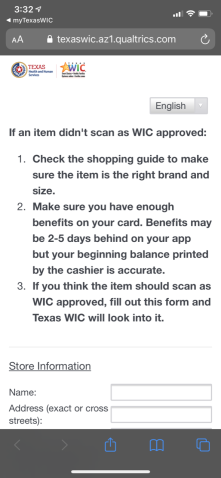 3:32
myTexasWIC
AA texaswic.az1.qualtrics.com
TEXAS
Health and Human
Services
WIC
English
If an item didn't scan as WIC approved:
1. Check the shopping guide to make
sure the item is the right brand and
size.
2. Make sure you have enough
benefits on your card. Benefits may
be 2-5 days behind on your app
but your beginning balance printed
by the cashier is accurate.
3. If you think the item should scan as
WIC approved, fill out this form and
Texas WIC will look into it.
Store Information
Name:
Address (exact or cross
streets):